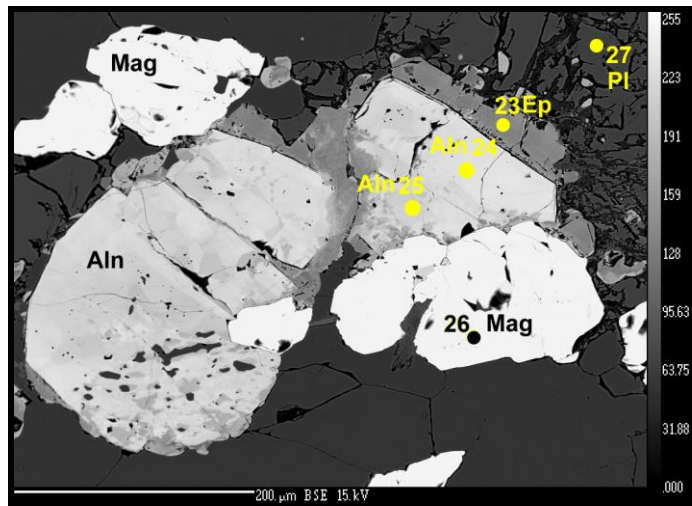 255
Mag
27
Pl
223
23Ep
191
Aln 24
159
Aln 25
Aln
128
95.63
26 Mag
63.75
31.88
.000
200.µm BSE 15.kV